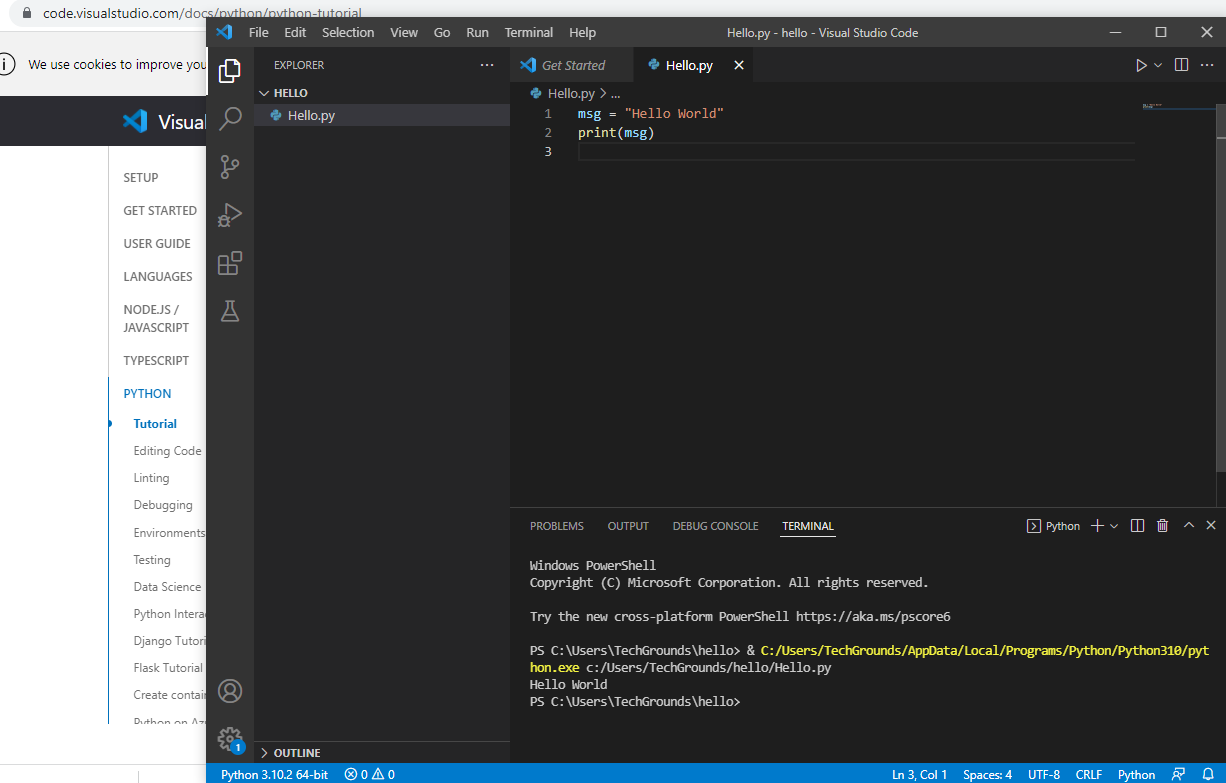 code.visualstudio.com/docs/python/python-tutorial
We use cookies to improve you
Visual
SETUP
GET STARTED
USER GUIDE
LANGUAGES
NODE.JS /
JAVASCRIPT
TYPESCRIPT
PYTHON
Tutorial
Editing Code
Linting
Debugging
Environments
Testing
Data Science
Python Interac
Django Tutori
Flask Tutorial
Create contain
Python on Azu
File Edit Selection View Go Run Terminal Help
Hello.py - hello - Visual Studio Code
EXPLORER
HELLO
Hello.py
OUTLINE
Get Started
Hello.py
Hello.py > ...
1 msg = "Hello World"
2 print(msg)
3
PROBLEMS OUTPUT DEBUG CONSOLE TERMINAL
Python
Windows PowerShell
Copyright (C) Microsoft Corporation. All rights reserved.
Try the new cross-platform PowerShell https://aka.ms/pscore6
PS C:\Users\TechGrounds\hello> & C:/Users/TechGrounds/AppData/Local/Programs/Python/Python310/pyt
hon.exe c:/Users/TechGrounds/hello/Hello.py
Hello World
PS C:\Users\TechGrounds\hello>
1
Python 3.10.2 64-bit 0 0 Ln 3, Col 1 Spaces: 4 UTF-8 CRLF Python